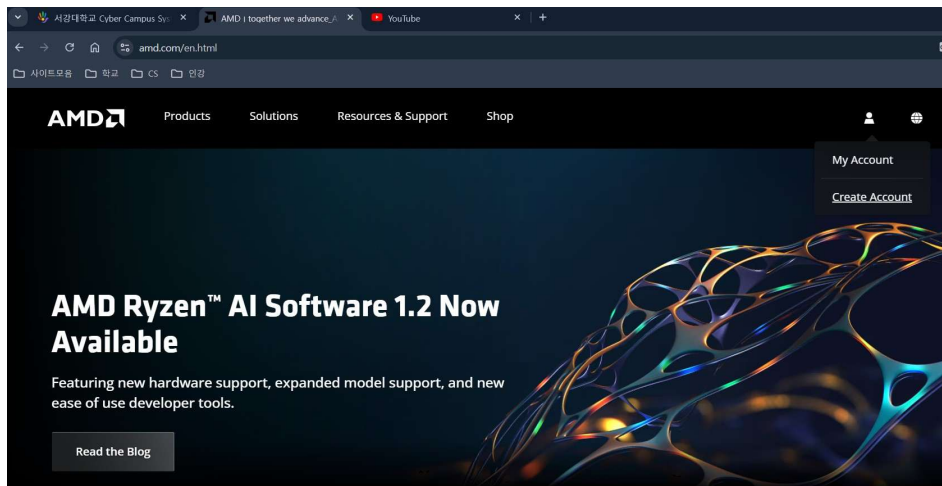 서강대학교 Cyber Campus Sys
AMD | together we advance_A
YouTube
amd.com/en.html
사이트모음 학교 CS 인강
AMD Products Solutions Resources & Support Shop
My Account
Create Account
AMD Ryzen™ AI Software 1.2 Now
Available
Featuring new hardware support, expanded model support, and new
ease of use developer tools.
Read the Blog